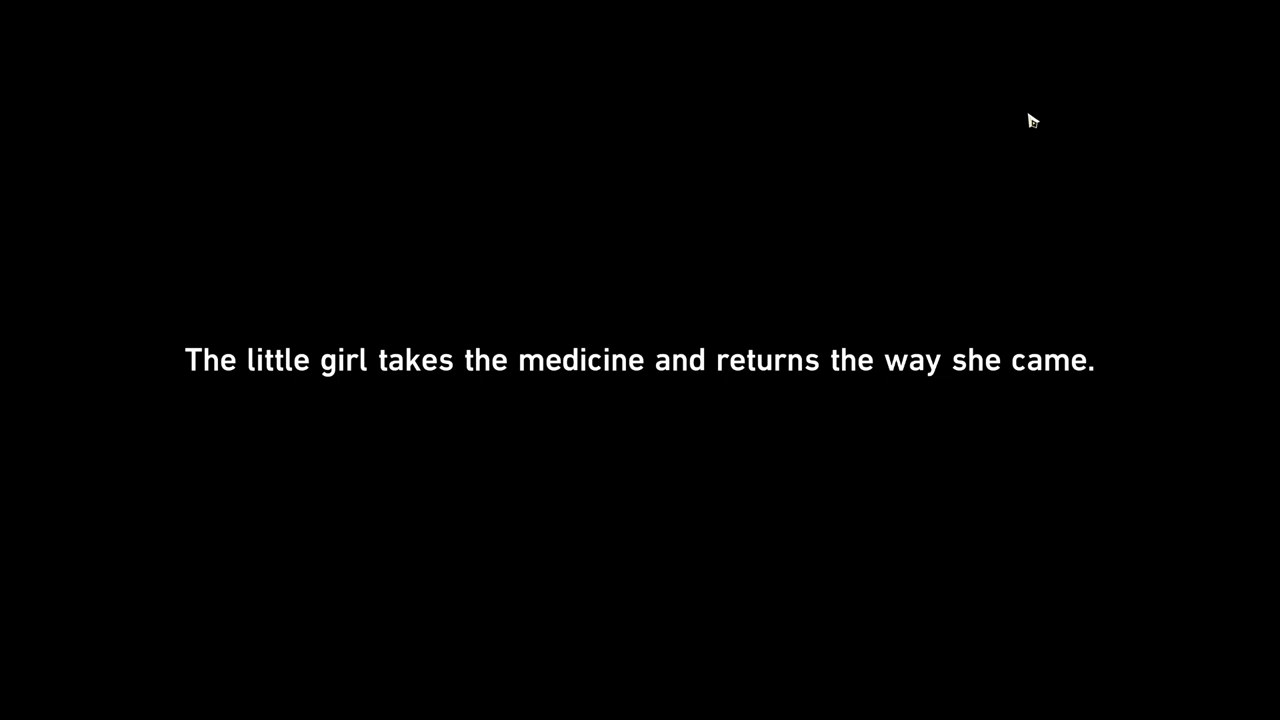 The little girl takes the medicine and returns the way she came.